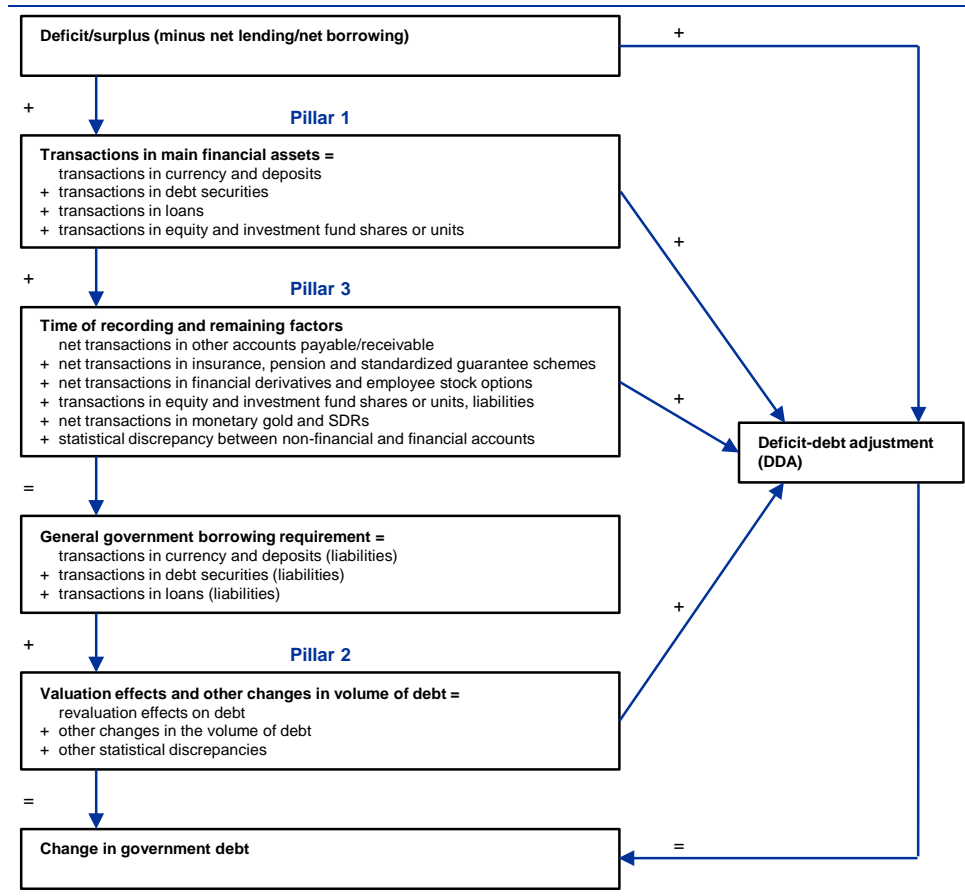 Deficit/surplus (minus net lending/net borrowing)
+
+
Pillar 1
Transactions in main financial assets =
transactions in currency and deposits
+ transactions in debt securities
+ transactions in loans
+ transactions in equity and investment fund shares or units
+
+
Pillar 3
Time of recording and remaining factors
net transactions in other accounts payable/receivable
+ net transactions in insurance, pension and standardized guarantee schemes
+ net transactions in financial derivatives and employee stock options
+ transactions in equity and investment fund shares or units, liabilities
+ net transactions in monetary gold and SDRs
+ statistical discrepancy between non-financial and financial accounts
+
Deficit-debt adjustment
(DDA)
=
General government borrowing requirement =
transactions in currency and deposits (liabilities)
+ transactions in debt securities (liabilities)
+ transactions in loans (liabilities)
+
+
Pillar 2
Valuation effects and other changes in volume of debt =
revaluation effects on debt
+ other changes in the volume of debt
+ other statistical discrepancies
=
Change in government debt
=